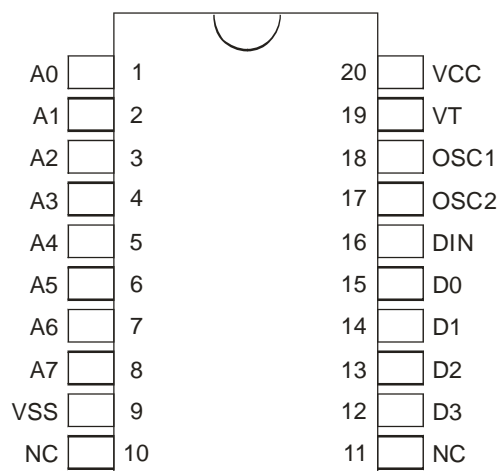 A0 1 20 VCC
A1 2 19 VT
A2 3 18 OSC1
A3 4 17 OSC2
A4 5 16 DIN
A5 6 15 D0
A6 7 14 D1
A7 8 13 D2
VSS 9 12 D3
NC 10 11 NC